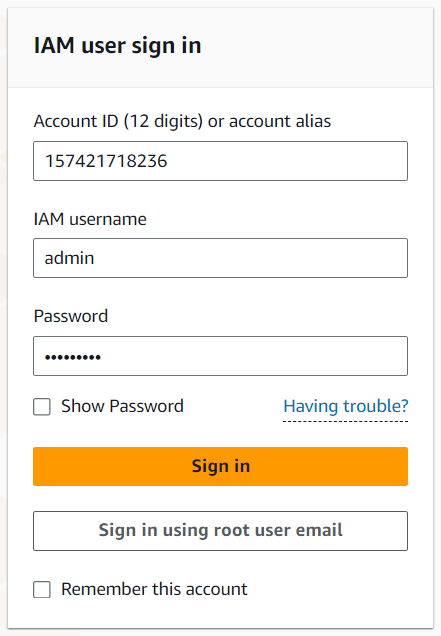 IAM user sign in
Account ID (12 digits) or account alias
157421718236
IAM username
admin
Password
•••••••••
Show Password
Having trouble?
Sign in
Sign in using root user email
Remember this account